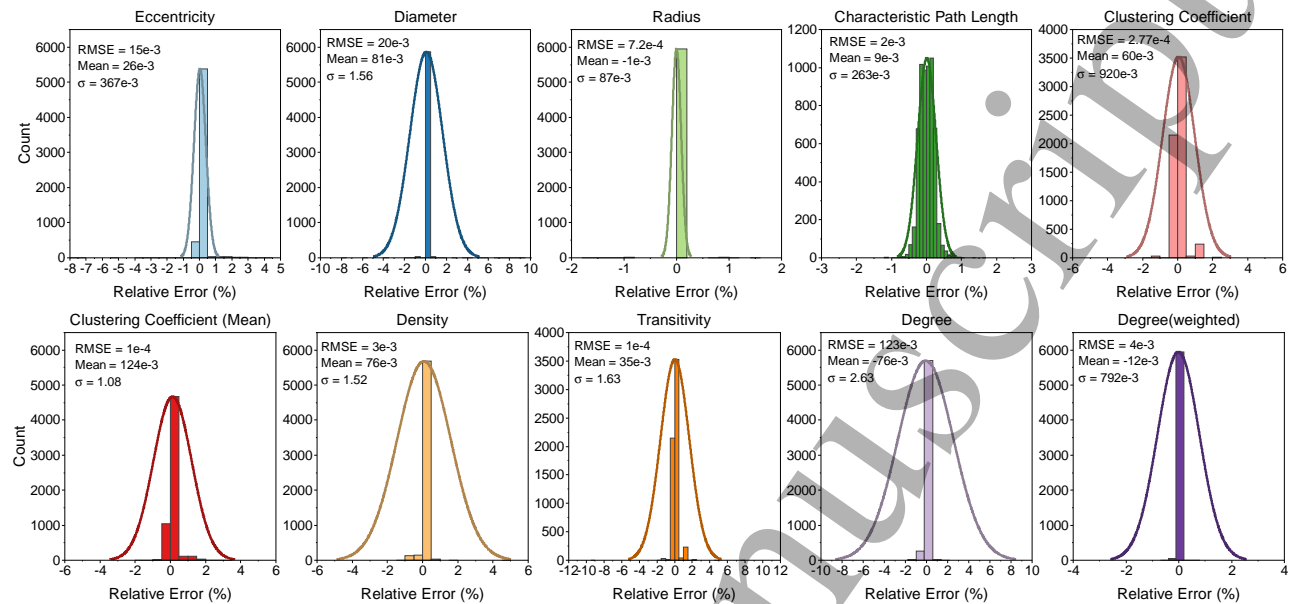 Eccentricity
RMSE = 15e-3
Mean = 26e-3
σ = 367e-3
Count
6000
5000
4000
3000
2000
1000
0
-8 -7 -6 -5 -4 -3 -2 -1 0 1 2 3 4 5
Relative Error (%)
Diameter
RMSE = 20e-3
Mean = 81e-3
σ = 1.56
6000
5000
4000
3000
2000
1000
0
-10 -8 -6 -4 -2 0 2 4 6 8 10
Relative Error (%)
Radius
RMSE = 7.2e-4
Mean = -1e-3
σ = 87e-3
6000
5000
4000
3000
2000
1000
0
-2 -1 0 1 2
Relative Error (%)
Characteristic Path Length
RMSE = 2e-3
Mean = 9e-3
σ = 263e-3
1200
1000
800
600
400
200
0
-3 -2 -1 0 1 2 3
Relative Error (%)
Clustering Coefficient
RMSE = 2.77e-4
Mean = 60e-3
σ = 920e-3
4000
3500
3000
2500
2000
1500
1000
500
0
-6 -4 -2 0 2 4 6
Relative Error (%)
Clustering Coefficient (Mean)
RMSE = 1e-4
Mean = 124e-3
σ = 1.08
Count
6000
5000
4000
3000
2000
1000
0
-6 -4 -2 0 2 4 6
Relative Error (%)
Density
RMSE = 3e-3
Mean = 76e-3
σ = 1.52
6000
5000
4000
3000
2000
1000
0
-6 -4 -2 0 2 4 6
Relative Error (%)
Transitivity
RMSE = 1e-4
Mean = 35e-3
σ = 1.63
4000
3500
3000
2500
2000
1500
1000
500
0
-12 -10 -8 -6 -4 -2 0 2 4 6 8 10 12
Relative Error (%)
Degree
RMSE = 123e-3
Mean = -76e-3
σ = 2.63
6000
5000
4000
3000
2000
1000
0
-10 -8 -6 -4 -2 0 2 4 6 8 10
Relative Error (%)
Degree(weighted)
RMSE = 4e-3
Mean = -12e-3
σ = 792e-3
6000
5000
4000
3000
2000
1000
0
-4 -2 0 2 4
Relative Error (%)
nuscrip